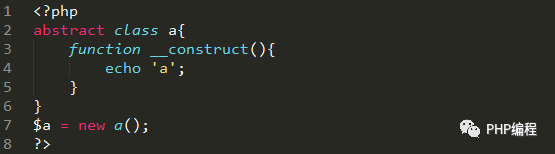 1 <?php
2 abstract class a{
3     function __construct(){
4         echo 'a';
5     }
6 }
7 $a = new a();
8 ?>
PHP编程